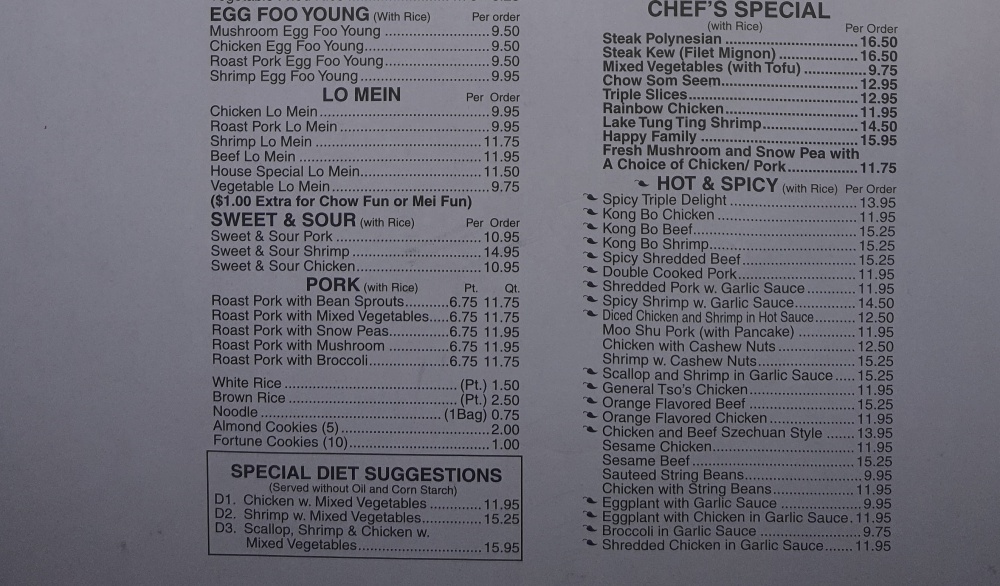 EGG FOO YOUNG (With Rice) Per order
Mushroom Egg Foo Young ........ 9.50
Chicken Egg Foo Young ........ 9.50
Roast Pork Egg Foo Young ........ 9.50
Shrimp Egg Foo Young ........ 9.95
LO MEIN Per Order
Chicken Lo Mein ........ 9.95
Roast Pork Lo Mein ........ 9.95
Shrimp Lo Mein ........ 11.75
Beef Lo Mein ........ 11.95
House Special Lo Mein ........ 11.50
Vegetable Lo Mein ........ 9.75
($1.00 Extra for Chow Fun or Mei Fun)
SWEET & SOUR (with Rice) Per Order
Sweet & Sour Pork ........ 10.95
Sweet & Sour Shrimp ........ 14.95
Sweet & Sour Chicken ........ 10.95
PORK (with Rice) Pt. Qt.
Roast Pork with Bean Sprouts ........ 6.75 11.75
Roast Pork with Mixed Vegetables .... 6.75 11.75
Roast Pork with Snow Peas ........ 6.75 11.95
Roast Pork with Mushroom ........ 6.75 11.95
Roast Pork with Broccoli ........ 6.75 11.75
White Rice ........ (Pt.) 1.50
Brown Rice ........ (Pt.) 2.50
Noodle ........ (1Bag) 0.75
Almond Cookies (5) ........ 2.00
Fortune Cookies (10) ........ 1.00
SPECIAL DIET SUGGESTIONS
(Served without Oil and Corn Starch)
D1. Chicken w. Mixed Vegetables ........ 11.95
D2. Shrimp w. Mixed Vegetables ........ 15.25
D3. Scallop, Shrimp & Chicken w.
Mixed Vegetables ........ 15.95
CHEF'S SPECIAL
(with Rice) Per Order
Steak Polynesian ........ 16.50
Steak Kew (Filet Mignon) ........ 16.50
Mixed Vegetables (with Tofu) ........ 9.75
Chow Som Seem ........ 12.95
Triple Slices ........ 12.95
Rainbow Chicken ........ 11.95
Lake Tung Ting Shrimp ........ 14.50
Happy Family ........ 15.95
Fresh Mushroom and Snow Pea with
A Choice of Chicken/ Pork ........ 11.75
HOT & SPICY (with Rice) Per Order
Spicy Triple Delight ........ 13.95
Kong Bo Chicken ........ 11.95
Kong Bo Beef ........ 15.25
Kong Bo Shrimp ........ 15.25
Spicy Shredded Beef ........ 15.25
Double Cooked Pork ........ 11.95
Shredded Pork w. Garlic Sauce ........ 11.95
Spicy Shrimp w. Garlic Sauce ........ 14.50
Diced Chicken and Shrimp in Hot Sauce ........ 12.50
Moo Shu Pork (with Pancake) ........ 11.95
Chicken with Cashew Nuts ........ 12.50
Shrimp w. Cashew Nuts ........ 15.25
Scallop and Shrimp in Garlic Sauce ..... 15.25
General Tso's Chicken ........ 11.95
Orange Flavored Beef ........ 15.25
Orange Flavored Chicken ........ 11.95
Chicken and Beef Szechuan Style ....... 13.95
Sesame Chicken ........ 11.95
Sesame Beef ........ 15.25
Sauteed String Beans ........ 9.95
Chicken with String Beans ........ 11.95
Eggplant with Garlic Sauce ........ 9.95
Eggplant with Chicken in Garlic Sauce . 11.95
Broccoli in Garlic Sauce ........ 9.75
Shredded Chicken in Garlic Sauce ....... 11.95